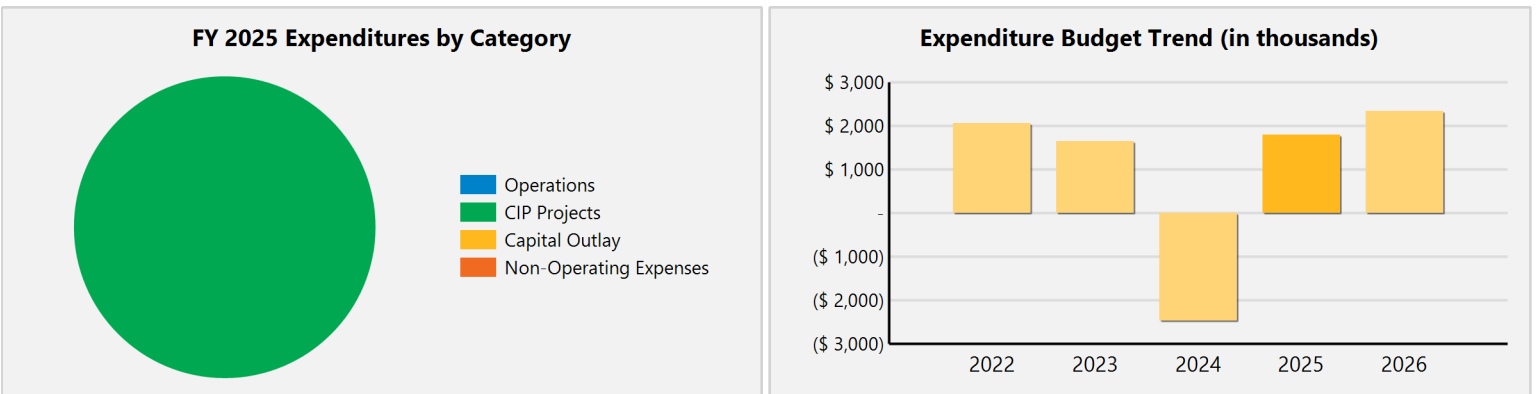 FY 2025 Expenditures by Category
Operations
CIP Projects
Capital Outlay
Non-Operating Expenses
Expenditure Budget Trend (in thousands)
$ 3,000
$ 2,000
$ 1,000
-
($ 1,000)
($ 2,000)
($ 3,000)
2022 2023 2024 2025 2026